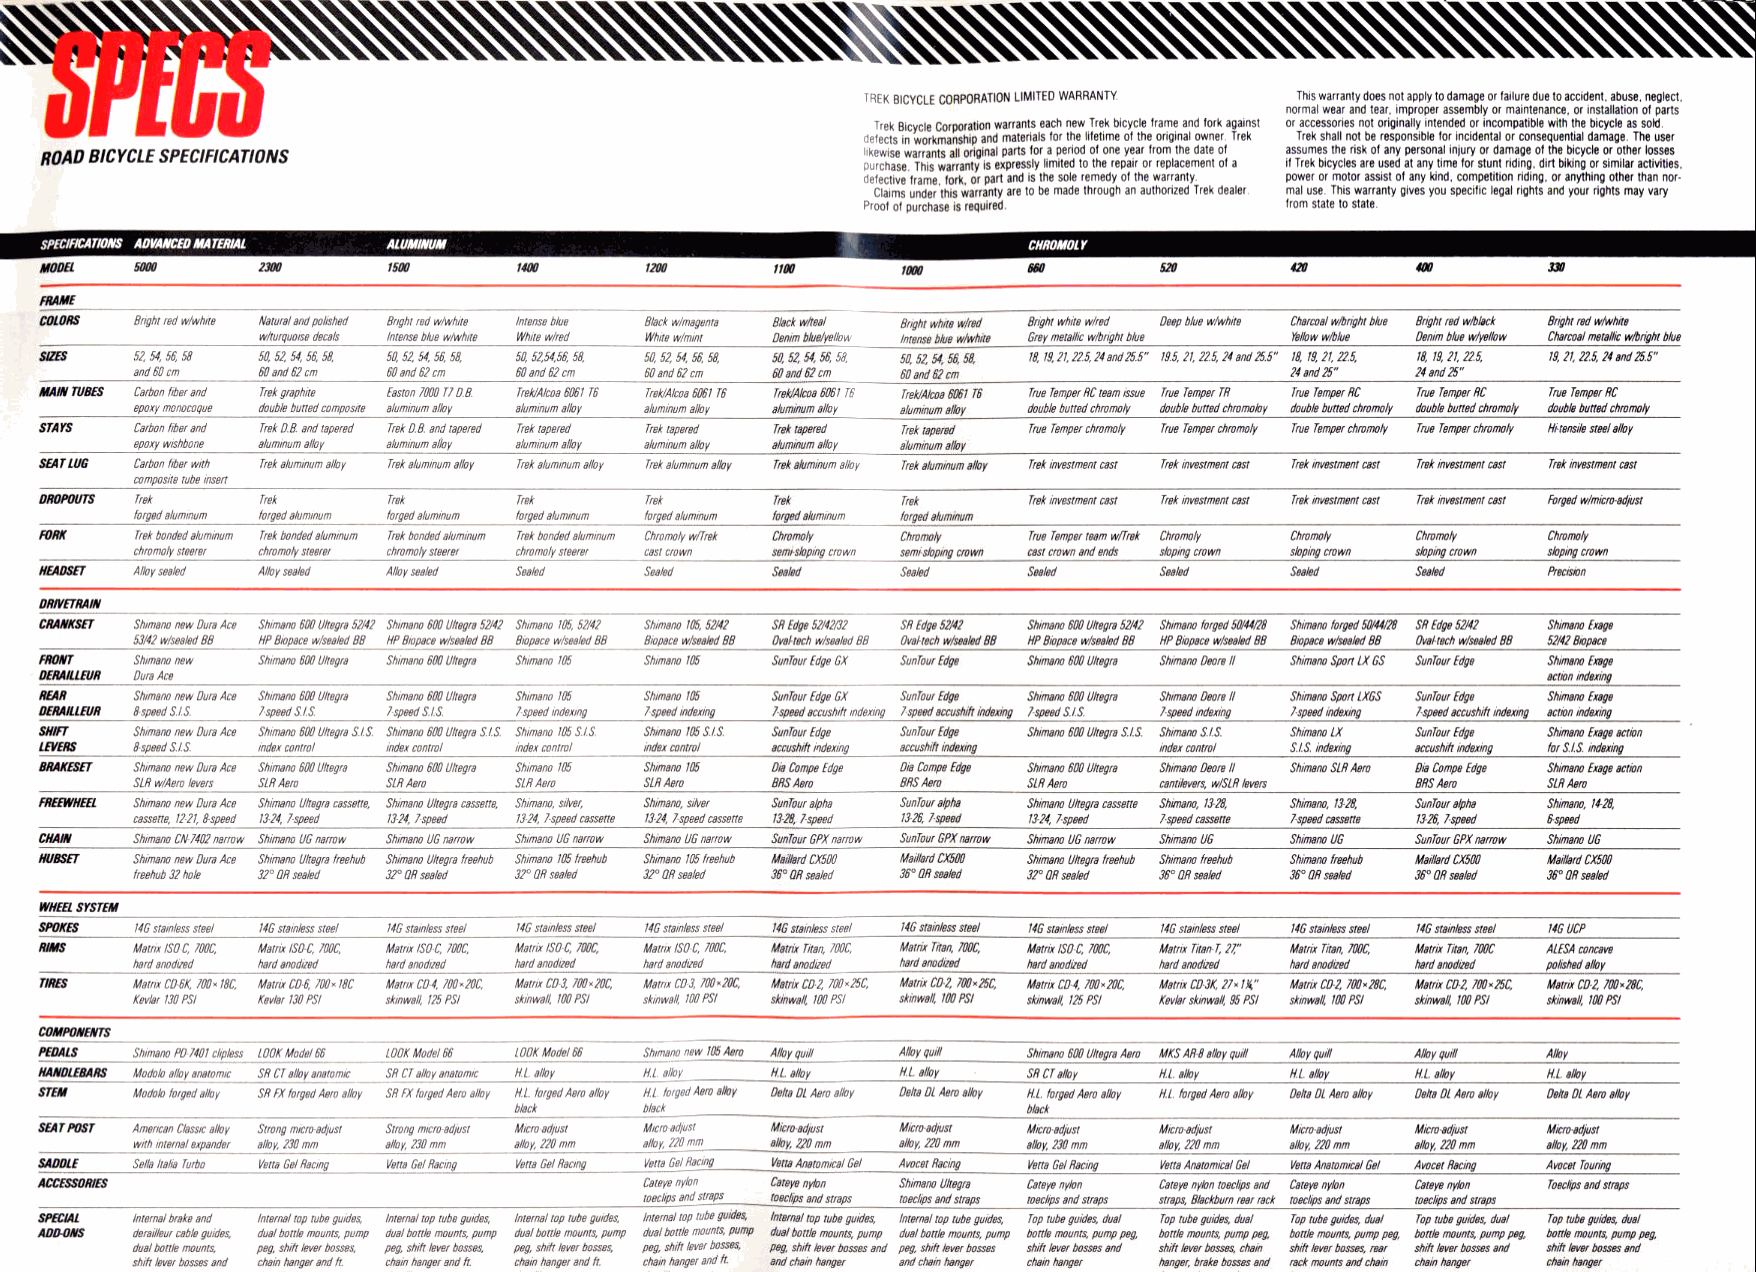 SPECS
ROAD BICYCLE SPECIFICATIONS
TREK BICYCLE CORPORATION LIMITED WARRANTY.
Trek Bicycle Corporation warrants each new Trek bicycle frame and fork against
defects in workmanship and materials for the lifetime of the original owner. Trek
likewise warrants all original parts for a period of one year from the date of
purchase. This warranty is expressly limited to the repair or replacement of a
defective frame, fork, or part and is the sole remedy of the warranty.
Claims under this warranty are to be made through an authorized Trek dealer.
Proof of purchase is required.
This warranty does not apply to damage or failure due to accident, abuse, neglect,
normal wear and tear, improper assembly or maintenance, or installation of parts
or accessories not originally intended or incompatible with the bicycle as sold.
Trek shall not be responsible for incidental or consequential damage. The user
assumes the risk of any personal injury or damage of the bicycle or other losses
if Trek bicycles are used at any time for stunt riding, dirt biking or similar activities,
power or motor assist of any kind, competition riding, or anything other than nor-
mal use. This warranty gives you specific legal rights and your rights may vary
from state to state.
SPECIFICATIONS ADVANCED MATERIAL ALUMINUM CHROMOLY
MODEL 5000 2300 1500 1400 1200 1100 1000 660 520 420 400 330
FRAME
COLORS Bright red w/white Natural and polished Bright red w/white Intense blue Black w/magenta Black w/teal Bright white w/red Bright white w/red Deep blue w/white Charcoal w/bright blue Bright red w/black Bright red w/white
w/turquoise decals Intense blue w/white White w/red White w/mint Denim blue/yellow Intense blue w/white Grey metallic w/bright blue Yellow w/blue Denim blue w/yellow Charcoal metallic w/bright blue
SIZES 52, 54, 56, 58 50, 52, 54, 56, 58, 50, 52, 54, 56, 58, 50, 52,54,56, 58, 50, 52, 54, 56, 58, 50, 52, 54, 56, 58, 50, 52, 54, 56, 58, 18, 19, 21, 22.5, 24 and 25.5" 19.5, 21, 22.5, 24 and 25.5" 18, 19, 21, 22.5, 18, 19, 21, 22.5, 19, 21, 22.5, 24 and 25.5"
and 60 cm 60 and 62 cm 60 and 62 cm 60 and 62 cm 60 and 62 cm 60 and 62 cm 60 and 62 cm 24 and 25" 24 and 25"
MAIN TUBES Carbon fiber and Trek graphite Easton 7000 T7 D.B. Trek/Alcoa 6061 T6 Trek/Alcoa 6061 T6 Trek/Alcoa 6061 T6 Trek/Alcoa 6061 T6 True Temper RC team issue True Temper TR True Temper RC True Temper RC True Temper RC
epoxy monocoque double butted composite aluminum alloy aluminum alloy aluminum alloy aluminum alloy aluminum alloy double butted chromoly double butted chromoloy double butted chromoly double butted chromoly double butted chromoly
STAYS Carbon fiber and Trek D.B. and tapered Trek D.B. and tapered Trek tapered Trek tapered Trek tapered Trek tapered True Temper chromoly True Temper chromoly True Temper chromoly True Temper chromoly Hi-tensile steel alloy
epoxy wishbone aluminum alloy aluminum alloy aluminum alloy aluminum alloy aluminum alloy aluminum alloy
SEAT LUG Carbon fiber with Trek aluminum alloy Trek aluminum alloy Trek aluminum alloy Trek aluminum alloy Trek aluminum alloy Trek aluminum alloy Trek investment cast Trek investment cast Trek investment cast Trek investment cast Trek investment cast
composite tube insert
DROPOUTS Trek Trek Trek Trek Trek Trek Trek Trek investment cast Trek investment cast Trek investment cast Trek investment cast Forged w/micro-adjust
forged aluminum forged aluminum forged aluminum forged aluminum forged aluminum forged aluminum forged aluminum
FORK Trek bonded aluminum Trek bonded aluminum Trek bonded aluminum Trek bonded aluminum Chromoly w/Trek Chromoly Chromoly True Temper team w/Trek Chromoly Chromoly Chromoly Chromoly
chromoly steerer chromoly steerer chromoly steerer chromoly steerer cast crown semi-sloping crown semi-sloping crown cast crown and ends sloping crown sloping crown sloping crown sloping crown
HEADSET Alloy sealed Alloy sealed Alloy sealed Sealed Sealed Sealed Sealed Sealed Sealed Sealed Sealed Precision
DRIVETRAIN
CRANKSET Shimano new Dura Ace Shimano 600 Ultegra 52/42 Shimano 600 Ultegra 52/42 Shimano 105, 52/42 Shimano 105, 52/42 SR Edge 52/42/32 SR Edge 52/42 Shimano 600 Ultegra 52/42 Shimano forged 50/44/28 Shimano forged 50/44/28 SR Edge 52/42 Shimano Exage
53/42 w/sealed BB HP Biopace w/sealed BB HP Biopace w/sealed BB Biopace w/sealed BB Biopace w/sealed BB Oval-tech w/sealed BB Oval-tech w/sealed BB HP Biopace w/sealed BB HP Biopace w/sealed BB Biopace w/sealed BB Oval-tech w/sealed BB 52/42 Biopace
FRONT Shimano new Shimano 600 Ultegra Shimano 600 Ultegra Shimano 105 Shimano 105 SunTour Edge GX SunTour Edge Shimano 600 Ultegra Shimano Deore II Shimano Sport LX GS SunTour Edge Shimano Exage
DERAILLEUR Dura Ace action indexing
REAR Shimano new Dura Ace Shimano 600 Ultegra Shimano 600 Ultegra Shimano 105 Shimano 105 SunTour Edge GX SunTour Edge Shimano 600 Ultegra Shimano Deore II Shimano Sport LXGS SunTour Edge Shimano Exage
DERAILLEUR 8-speed S.I.S. 7-speed S.I.S. 7-speed S.I.S. 7-speed indexing 7-speed indexing 7-speed accushift indexing 7-speed accushift indexing 7-speed S.I.S. 7-speed indexing 7-speed indexing 7-speed accushift indexing action indexing
SHIFT Shimano new Dura Ace Shimano 600 Ultegra S.I.S. Shimano 600 Ultegra S.I.S. Shimano 105 S.I.S. Shimano 105 S.I.S. SunTour Edge SunTour Edge Shimano 600 Ultegra S.I.S. Shimano S.I.S. Shimano LX SunTour Edge Shimano Exage action
LEVERS 8-speed S.I.S. index control index control index control index control accushift indexing accushift indexing index control S.I.S. indexing accushift indexing for S.I.S. indexing
BRAKESET Shimano new Dura Ace Shimano 600 Ultegra Shimano 600 Ultegra Shimano 105 Shimano 105 Dia Compe Edge Dia Compe Edge Shimano 600 Ultegra Shimano Deore II Shimano SLR Aero Dia Compe Edge Shimano Exage action
SLR w/Aero levers SLR Aero SLR Aero SLR Aero SLR Aero BRS Aero BRS Aero SLR Aero cantilevers, w/SLR levers BRS Aero SLR Aero
FREEWHEEL Shimano new Dura Ace Shimano Ultegra cassette, Shimano Ultegra cassette, Shimano, silver, Shimano, silver SunTour alpha SunTour alpha Shimano Ultegra cassette Shimano, 13-28, Shimano, 13-28, SunTour alpha Shimano, 14-28,
cassette, 12-21, 8-speed 13-24, 7-speed 13-24, 7-speed 13-24, 7-speed cassette 13-24, 7-speed cassette 13-28, 7-speed 13-26, 7-speed 13-24, 7-speed 7-speed cassette 7-speed cassette 13-26, 7-speed 6-speed
CHAIN Shimano CN-7402 narrow Shimano UG narrow Shimano UG narrow Shimano UG narrow Shimano UG narrow SunTour GPX narrow SunTour GPX narrow Shimano UG narrow Shimano UG Shimano UG SunTour GPX narrow Shimano UG
HUBSET Shimano new Dura Ace Shimano Ultegra freehub Shimano Ultegra freehub Shimano 105 freehub Shimano 105 freehub Maillard CX500 Maillard CX500 Shimano Ultegra freehub Shimano freehub Shimano freehub Maillard CX500 Maillard CX500
freehub 32 hole 32° QR sealed 32° QR sealed 32° QR sealed 32° QR sealed 36° QR sealed 36° QR sealed 32° QR sealed 36° QR sealed 36° QR sealed 36° QR sealed 36° QR sealed
WHEEL SYSTEM
SPOKES 14G stainless steel 14G stainless steel 14G stainless steel 14G stainless steel 14G stainless steel 14G stainless steel 14G stainless steel 14G stainless steel 14G stainless steel 14G stainless steel 14G stainless steel 14G UCP
RIMS Matrix ISO C, 700C, Matrix ISO-C, 700C, Matrix ISO-C, 700C, Matrix ISO-C, 700C, Matrix ISO-C, 700C, Matrix Titan, 700C, Matrix Titan, 700C, Matrix ISO-C, 700C, Matrix Titan-T, 27," Matrix Titan, 700C, Matrix Titan, 700C ALESA concave
hard anodized hard anodized hard anodized hard anodized hard anodized hard anodized hard anodized hard anodized hard anodized hard anodized hard anodized polished alloy
TIRES Matrix CD-6K, 700×18C, Matrix CD-6, 700×18C Matrix CD-4, 700×20C, Matrix CD-3, 700×20C, Matrix CD-3, 700×20C, Matrix CD-2, 700×25C, Matrix CD-2, 700×25C, Matrix CD-4, 700×20C, Matrix CD-3K, 27×1¼," Matrix CD-2, 700×28C, Matrix CD-2, 700×25C, Matrix CD-2, 700×28C,
Kevlar 130 PSI Kevlar 130 PSI skinwall, 125 PSI skinwall, 100 PSI skinwall, 100 PSI skinwall, 100 PSI skinwall, 100 PSI skinwall, 125 PSI Kevlar skinwall, 95 PSI skinwall, 100 PSI skinwall, 100 PSI skinwall, 100 PSI
COMPONENTS
PEDALS Shimano PD-7401 clipless LOOK Model 66 LOOK Model 66 LOOK Model 66 Shimano new 105 Aero Alloy quill Alloy quill Shimano 600 Ultegra Aero MKS AR-8 alloy quill Alloy quill Alloy quill Alloy
HANDLEBARS Modolo alloy anatomic SR CT alloy anatomic SR CT alloy anatomic H.L. alloy H.L. alloy H.L. alloy H.L. alloy SR CT alloy H.L. alloy H.L. alloy H.L. alloy H.L. alloy
STEM Modolo forged alloy SR FX forged Aero alloy SR FX forged Aero alloy H.L. forged Aero alloy H.L. forged Aero alloy Delta DL Aero alloy Delta DL Aero alloy H.L. forged Aero alloy H.L. forged Aero alloy Delta DL Aero alloy Delta DL Aero alloy Delta DL Aero alloy
black black black
SEAT POST American Classic alloy Strong micro-adjust Strong micro-adjust Micro-adjust Micro-adjust Micro-adjust Micro-adjust Micro-adjust Micro-adjust Micro-adjust Micro-adjust Micro-adjust
with internal expander alloy, 230 mm alloy, 230 mm alloy, 220 mm alloy, 220 mm alloy, 220 mm alloy, 220 mm alloy, 230 mm alloy, 220 mm alloy, 220 mm alloy, 220 mm alloy, 220 mm
SADDLE Sella Italia Turbo Vetta Gel Racing Vetta Gel Racing Vetta Gel Racing Vetta Gel Racing Vetta Anatomical Gel Avocet Racing Vetta Gel Racing Vetta Anatomical Gel Vetta Anatomical Gel Avocet Racing Avocet Touring
ACCESSORIES Cateye nylon Cateye nylon Shimano Ultegra Cateye nylon Cateye nylon toeclips and Cateye nylon Cateye nylon Toeclips and straps
toeclips and straps toeclips and straps toeclips and straps toeclips and straps straps, Blackburn rear rack toeclips and straps toeclips and straps
SPECIAL Internal brake and Internal top tube guides, Internal top tube guides, Internal top tube guides, Internal top tube guides, Internal top tube guides, Internal top tube guides, Top tube guides, dual Top tube guides, dual Top tube guides, dual Top tube guides, dual Top tube guides, dual
ADD-ONS derailleur cable guides, dual bottle mounts, pump dual bottle mounts, pump dual bottle mounts, pump dual bottle mounts, pump dual bottle mounts, pump dual bottle mounts, pump bottle mounts, pump peg, bottle mounts, pump peg, bottle mounts, pump peg, bottle mounts, pump peg, bottle mounts, pump peg,
dual bottle mounts, peg, shift lever bosses, peg, shift lever bosses, peg, shift lever bosses, peg, shift lever bosses, peg, shift lever bosses and peg, shift lever bosses shift lever bosses and shift lever bosses, chain shift lever bosses, rear shift lever bosses and shift lever bosses and
shift lever bosses and chain hanger and ft. chain hanger and ft. chain hanger and ft. chain hanger and ft. and chain hanger and chain hanger chain hanger hanger, brake bosses and rack mounts and chain chain hanger chain hanger